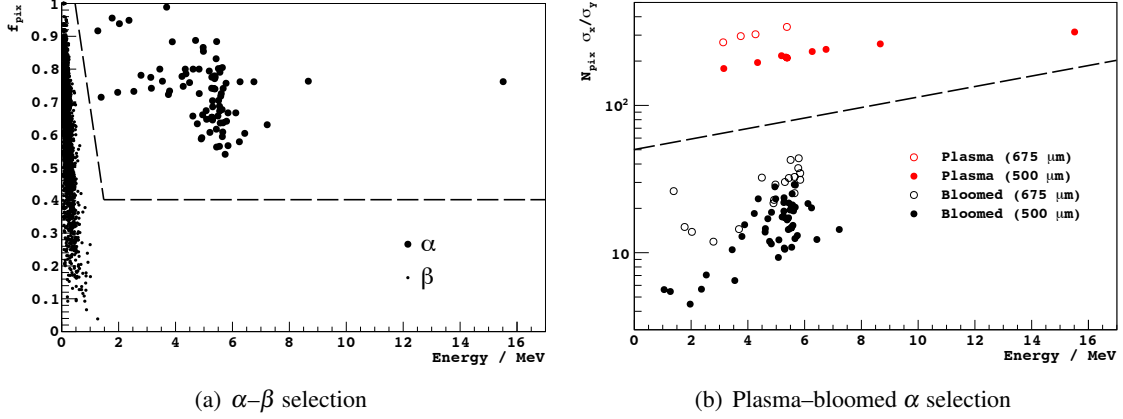 f_pix
1
0.9
0.8
0.7
0.6
0.5
0.4
0.3
0.2
0.1
0
0 2 4 6 8 10 12 14 16
Energy / MeV
α
β
(a) α–β selection
N_pix σ_x/σ_y
10²
10
0 2 4 6 8 10 12 14 16
Energy / MeV
Plasma (675 μm)
Plasma (500 μm)
Bloomed (675 μm)
Bloomed (500 μm)
(b) Plasma–bloomed α selection